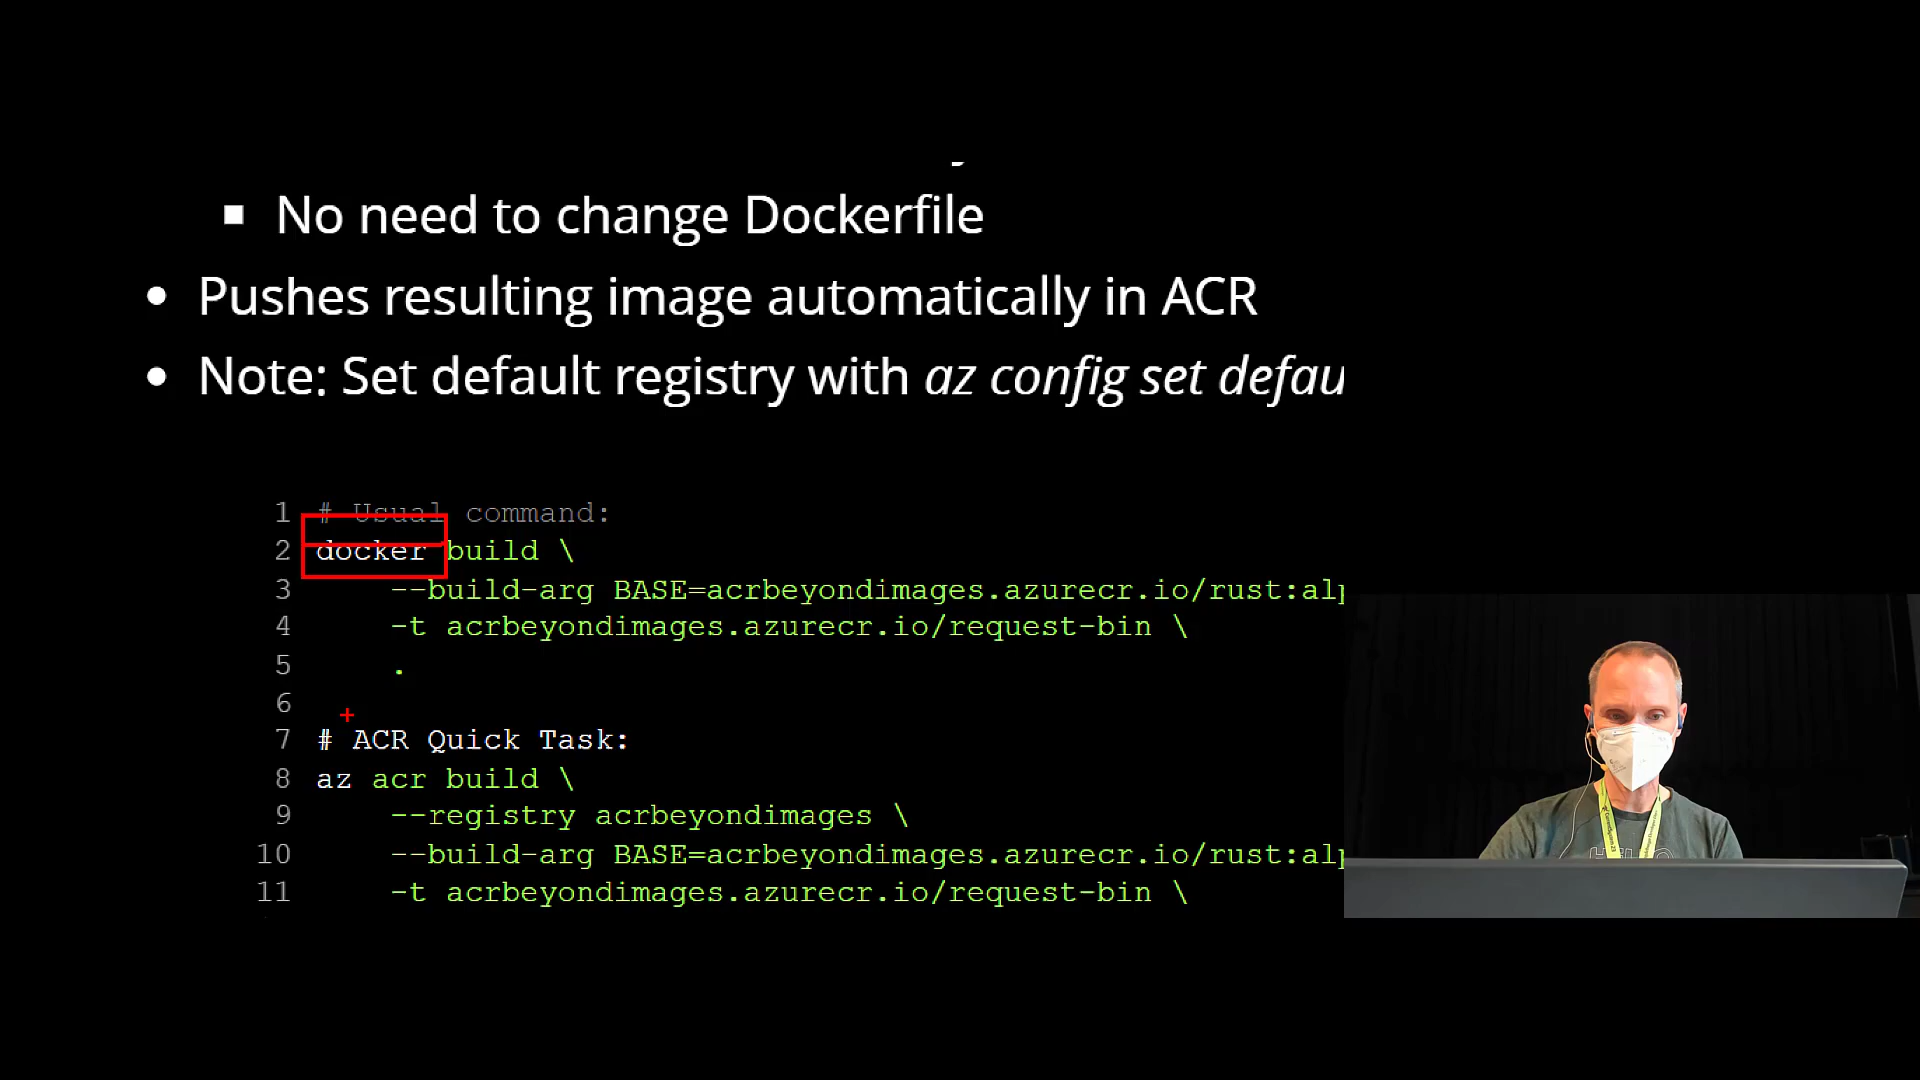 No need to change Dockerfile
Pushes resulting image automatically in ACR
Note: Set default registry with az config set defau
1 # Usual command:
2 docker build \
3 --build-arg BASE=acrbeyondimages.azurecr.io/rust:alp
4 -t acrbeyondimages.azurecr.io/request-bin \
5 .
6
7 # ACR Quick Task:
8 az acr build \
9 --registry acrbeyondimages \
10 --build-arg BASE=acrbeyondimages.azurecr.io/rust:alp
11 -t acrbeyondimages.azurecr.io/request-bin \